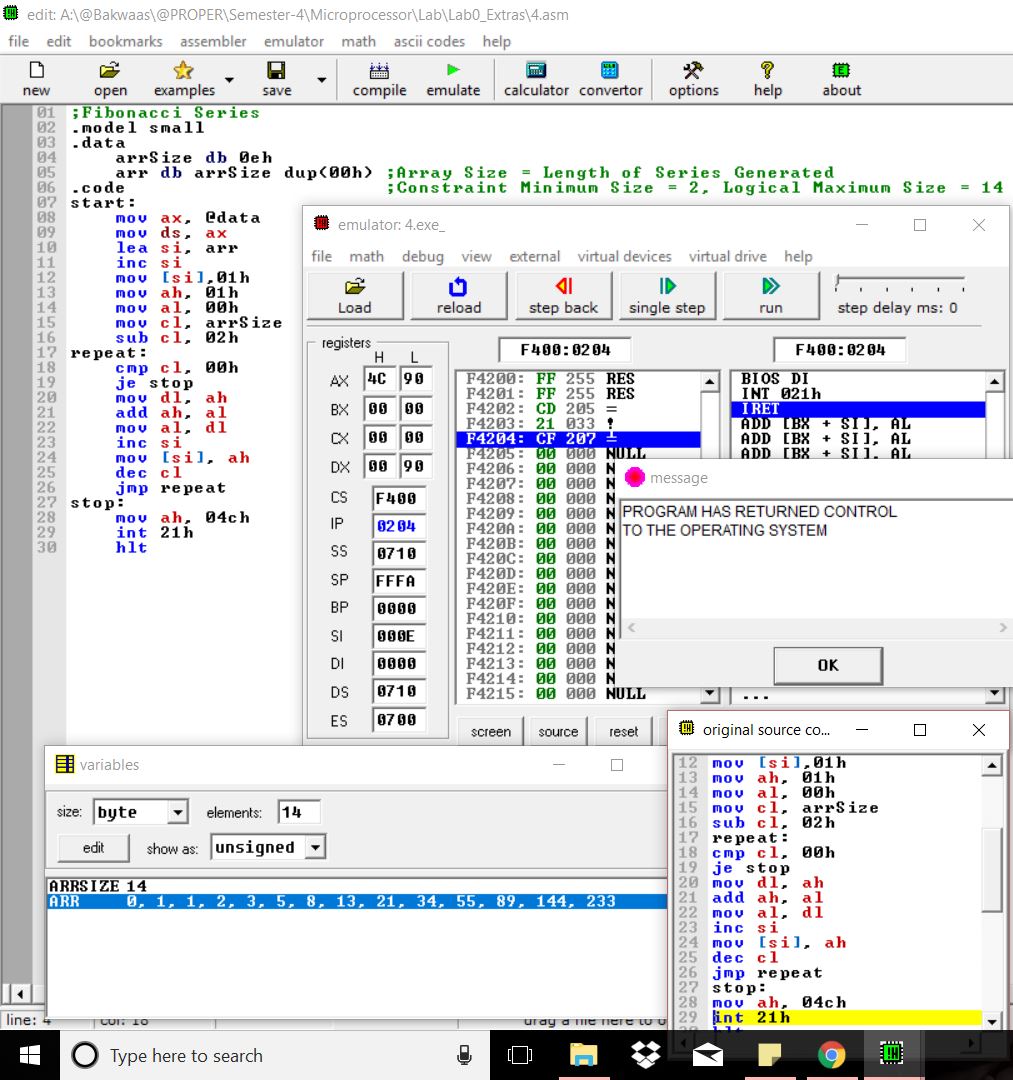 edit: A:\@Bakwaas\@PROPER\Semester-4\Microprocessor\Lab\Lab0_Extras\4.asm
file edit bookmarks assembler emulator math ascii codes help
new open examples save compile emulate calculator convertor options help about
01 ;Fibonacci Series
02 .model small
03 .data
04 arrSize db 0eh
05 arr db arrSize dup(00h) ;Array Size = Length of Series Generated
06 .code ;Constraint Minimum Size = 2, Logical Maximum Size = 14
07 start:
08 mov ax, @data
09 mov ds, ax
10 lea si, arr
11 inc si
12 mov [si],01h
13 mov ah, 01h
14 mov al, 00h
15 mov cl, arrSize
16 sub cl, 02h
17 repeat:
18 cmp cl, 00h
19 je stop
20 mov dl, ah
21 add ah, al
22 mov al, dl
23 inc si
24 mov [si], ah
25 dec cl
26 jmp repeat
27 stop:
28 mov ah, 04ch
29 int 21h
30 hlt
emulator: 4.exe_
file math debug view external virtual devices virtual drive help
Load reload step back single step run step delay ms: 0
registers
H L
AX 4C 90
BX 00 00
CX 00 00
DX 00 90
CS F400
IP 0204
SS 0710
SP FFFA
BP 0000
SI 000E
DI 0000
DS 0710
ES 0700
F400:0204
F4200: FF 255 RES
F4201: FF 255 RES
F4202: CD 205 =
F4203: 21 033 !
F4204: CF 207 ╧
F4205: 00 000 NULL
F4206: 00 000 N
F4207: 00 000 N
F4208: 00 000 N
F4209: 00 000 N
F420A: 00 000 N
F420B: 00 000 N
F420C: 00 000 N
F420D: 00 000 N
F420E: 00 000 N
F420F: 00 000 N
F4210: 00 000 N
F4211: 00 000 N
F4212: 00 000 N
F4213: 00 000 N
F4214: 00 000 N
F4215: 00 000 NULL
F400:0204
BIOS DI
INT 021h
IRET
ADD [BX + SI], AL
ADD [BX + SI], AL
ADD [BX + SI], AL
...
message
PROGRAM HAS RETURNED CONTROL
TO THE OPERATING SYSTEM
OK
screen source reset
variables
size: byte elements: 14
edit show as: unsigned
ARRSIZE 14
ARR 0, 1, 1, 2, 3, 5, 8, 13, 21, 34, 55, 89, 144, 233
original source co...
12 mov [si],01h
13 mov ah, 01h
14 mov al, 00h
15 mov cl, arrSize
16 sub cl, 02h
17 repeat:
18 cmp cl, 00h
19 je stop
20 mov dl, ah
21 add ah, al
22 mov al, dl
23 inc si
24 mov [si], ah
25 dec cl
26 jmp repeat
27 stop:
28 mov ah, 04ch
29 int 21h
line: 4 col: 18 drag a file here to o
Type here to search